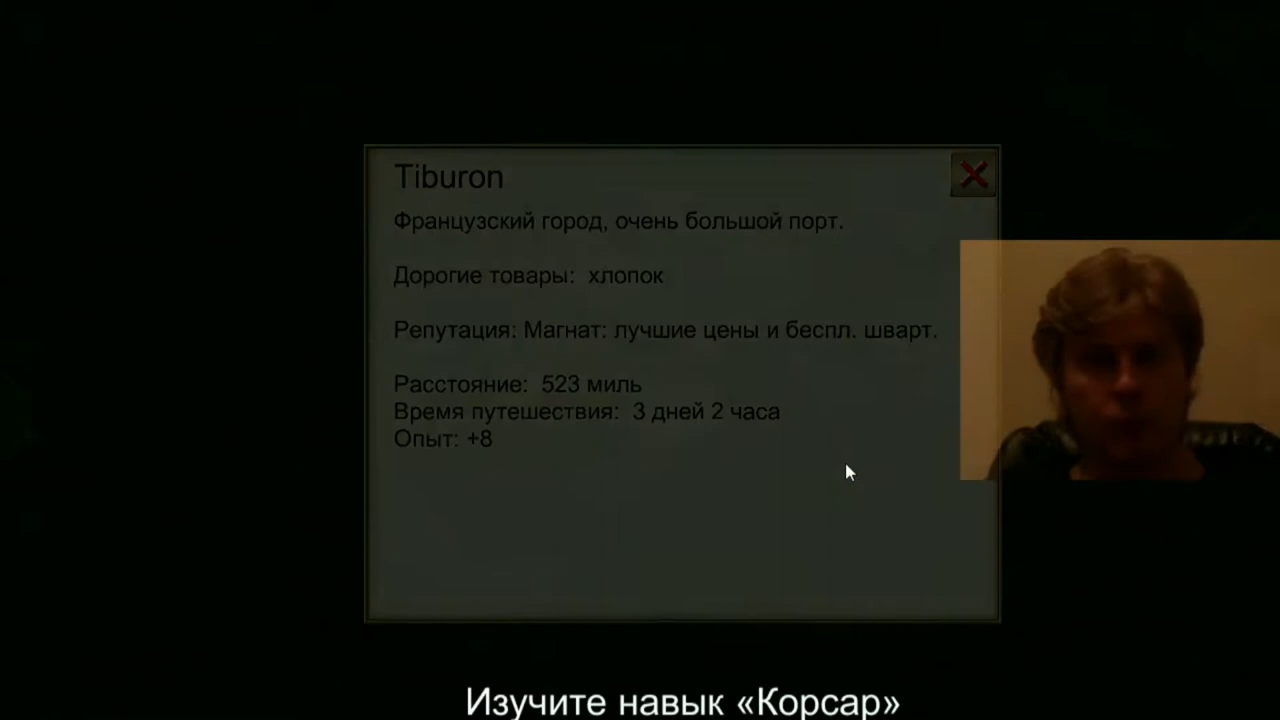 Tiburon
Французский город, очень большой порт.
Дорогие товары: хлопок
Репутация: Магнат: лучшие цены и беспл. шварт.
Расстояние: 523 миль
Время путешествия: 3 дней 2 часа
Опыт: +8
Изучите навык «Корсар»